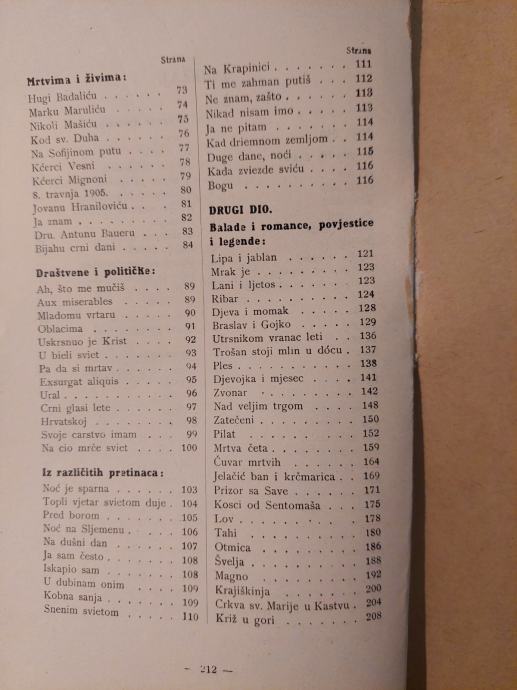 Strana
Mrtvima i živima:
Hugi Badaliću . . . . . 73
Marku Maruliću . . . . 74
Nikoli Mašiću . . . . . 75
Kod sv. Duha . . . . . 76
Na Sofijinom putu . . . . 77
Kćerci Vesni . . . . . 78
Kćerci Mignoni . . . . 79
8. travnja 1905. . . . . 80
Jovanu Hraniloviću . . . 81
Ja znam . . . . . . . 82
Dru. Antunu Baueru . . . 83
Bijahu crni dani . . . . 84
Društvene i političke:
Ah, što me mučiš . . . . 89
Aux miserables . . . . 89
Mladomu vrtaru . . . . 90
Oblacima . . . . . . 91
Uskrsnuo je Krist . . . . 92
U bieli sviet . . . . . 93
Pa da si mrtav . . . . 94
Exsurgat aliquis . . . . 95
Ural . . . . . . . . 96
Crni glasi lete . . . . . 97
Hrvatskoj . . . . . . 98
Svoje carstvo imam . . . 99
Na cio mrče sviet . . . 100
Iz različitih pretinaca:
Noć je sparna . . . . . 103
Topli vjetar svietom duje . 104
Pred borom . . . . . 105
Noć na Sljemenu . . . . 106
Na dušni dan . . . . . 107
Ja sam često . . . . . 108
Iskapio sam . . . . . 108
U dubinam onim . . . . 109
Kobna sanja . . . . . 109
Snenim svietom . . . . 110
Strana
Na Krapinici . . . . . . 111
Ti me zahman putiš . . . 112
Ne znam, zašto . . . . . 113
Nikad nisam imo . . . . 113
Ja ne pitam . . . . . . 114
Kad driemnom zemljom . . 114
Duge dane, noći . . . . . 115
Kada zviezde sviću . . . . 116
Bogu . . . . . . . . 116
DRUGI DIO.
Balade i romance, povjestice
i legende:
Lipa i jablan . . . . . . 121
Mrak je . . . . . . . 123
Lani i ljetos . . . . . . 123
Ribar . . . . . . . . 124
Djeva i momak . . . . . 128
Braslav i Gojko . . . . . 129
Utrsnikom vranac leti . . 136
Trošan stoji mlin u dócu . 137
Ples . . . . . . . . 138
Djevojka i mjesec . . . . 141
Zvonar . . . . . . . 142
Nad veljim trgom . . . . 148
Zatečeni . . . . . . . 150
Pilat . . . . . . . . 152
Mrtva četa . . . . . . 159
Čuvar mrtvih . . . . . 164
Jelačić ban i krčmarica . . 169
Prizor sa Save . . . . . 171
Kosci od Sentomaša . . . 175
Lov . . . . . . . . 178
Tahi . . . . . . . . 180
Otmica . . . . . . . 186
Švelja . . . . . . . 188
Magno . . . . . . . 192
Krajiškinja . . . . . . 200
Crkva sv. Marije u Kastvu . 204
Križ u gori . . . . . . 208
— 212 —